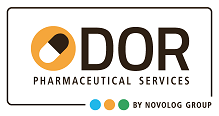 DOR
PHARMACEUTICAL SERVICES
BY NOVOLOG GROUP